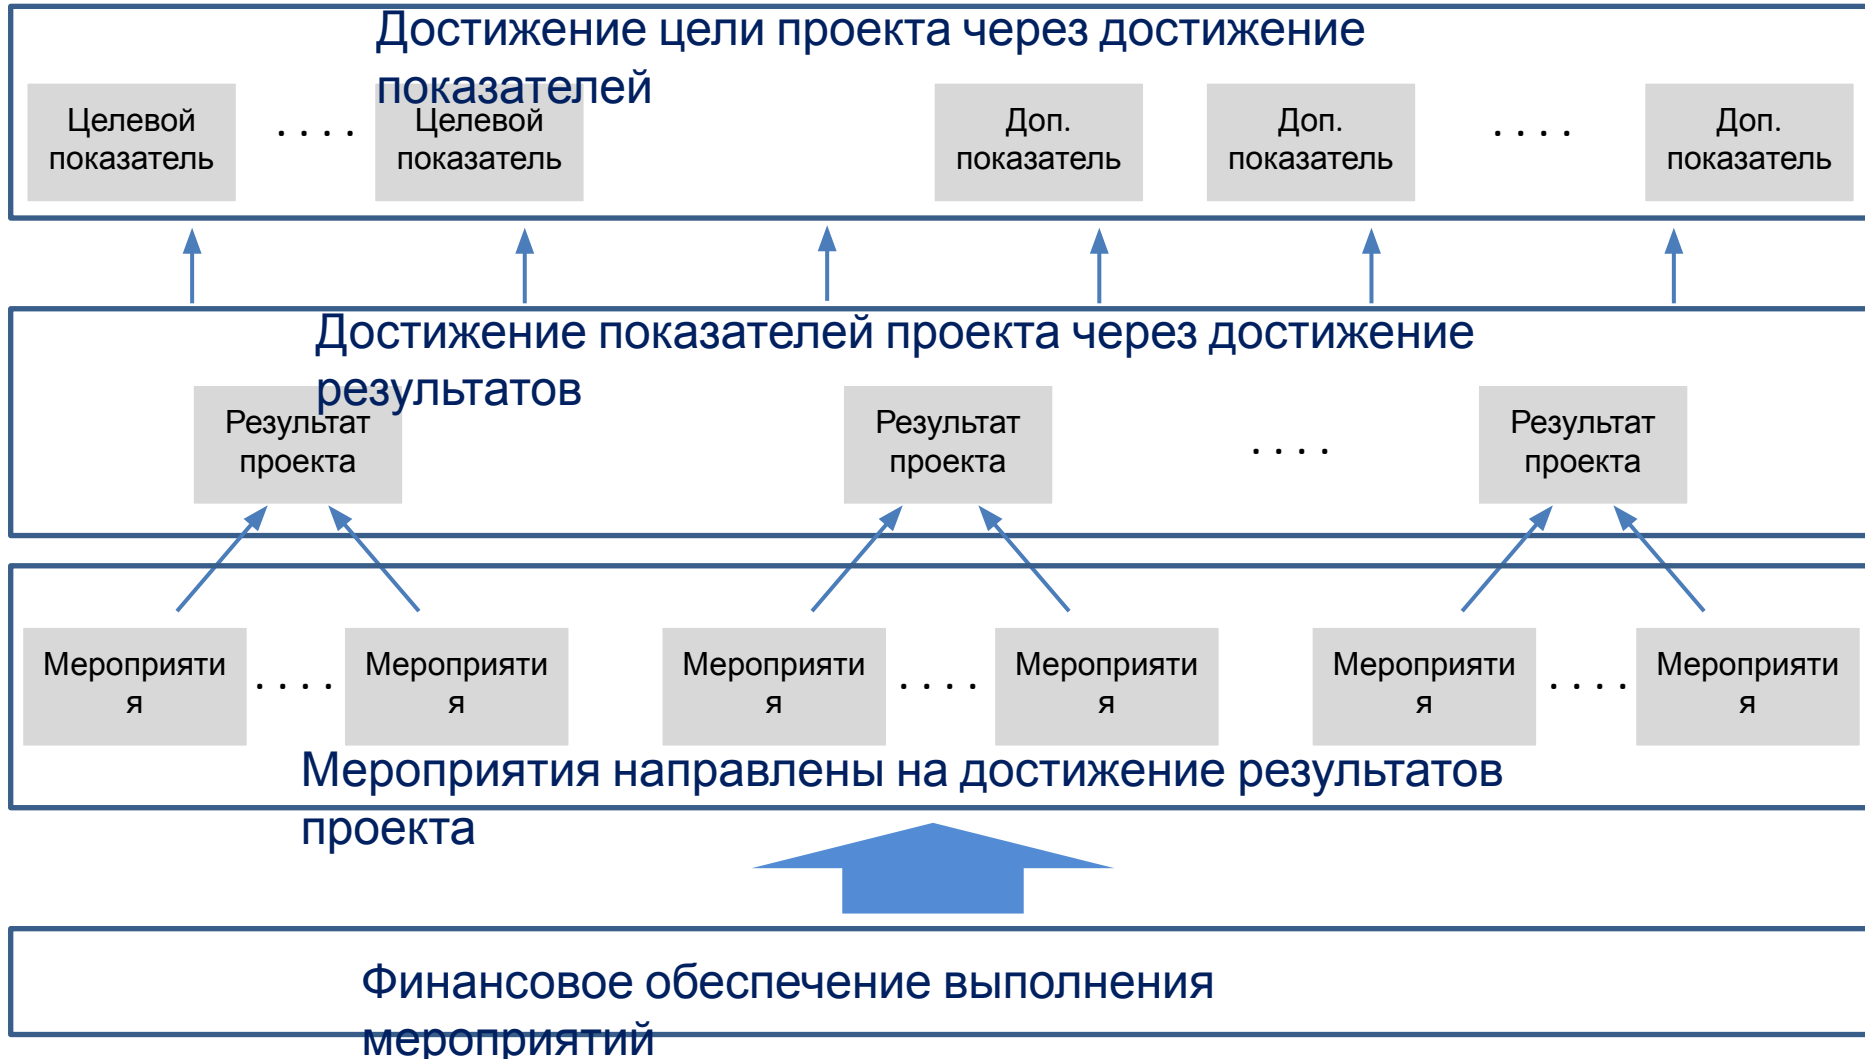 Достижение цели проекта через достижение
показателей
Целевой
показатель
. . . .
Целевой
показатель
Доп.
показатель
Доп.
показатель
. . . .
Доп.
показатель
Достижение показателей проекта через достижение
результатов
Результат
проекта
Результат
проекта
. . . .
Результат
проекта
Мероприяти
я
. . . .
Мероприяти
я
Мероприяти
я
. . . .
Мероприяти
я
Мероприяти
я
. . . .
Мероприяти
я
Мероприятия направлены на достижение результатов
проекта
Финансовое обеспечение выполнения
мероприятий